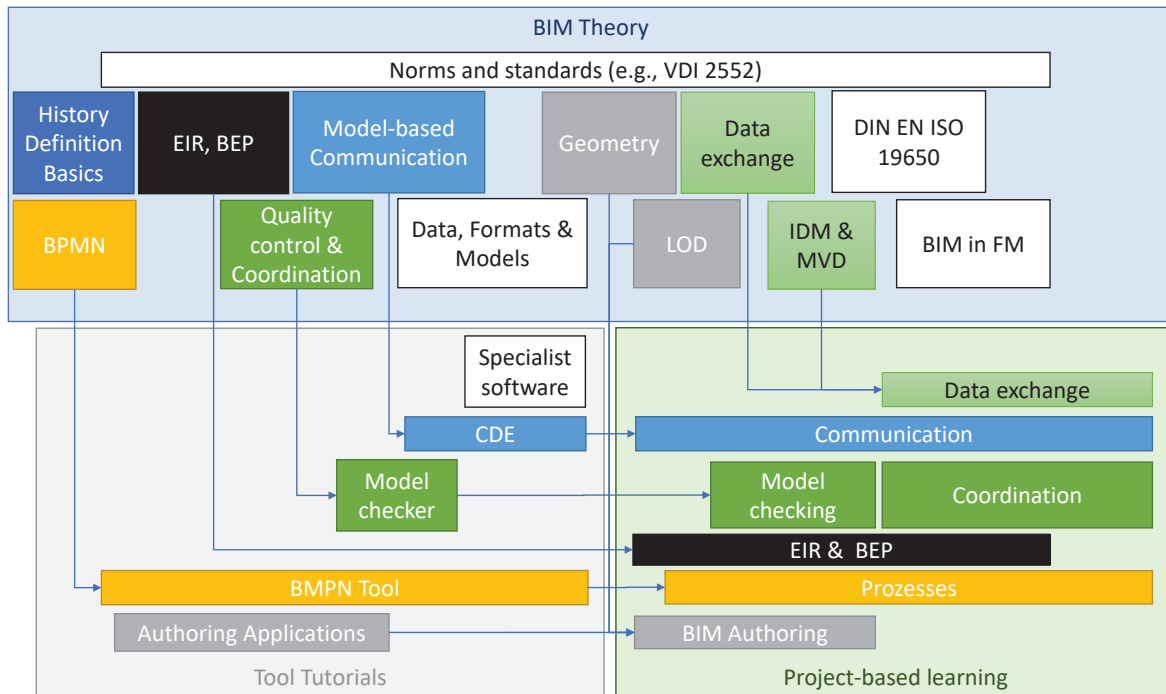 BIM Theory
Norms and standards (e.g., VDI 2552)
History
Definition
Basics
EIR, BEP
Model-based
Communication
Geometry
Data
exchange
DIN EN ISO
19650
BPMN
Quality
control &
Coordination
Data, Formats &
Models
LOD
IDM &
MVD
BIM in FM
Specialist
software
Data exchange
CDE
Communication
Model
checker
Model
checking
Coordination
EIR & BEP
BMPN Tool
Prozesses
Authoring Applications
BIM Authoring
Tool Tutorials
Project-based learning